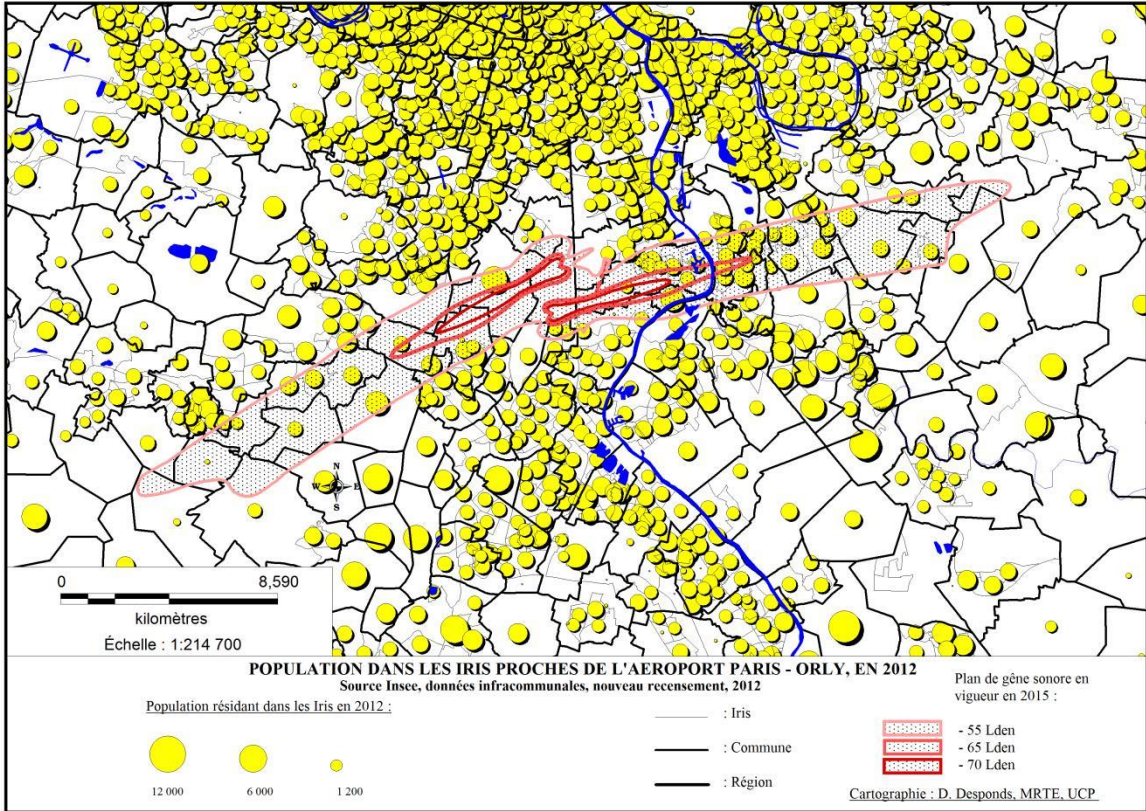 N
W E
S
0 8,590
kilomètres
Échelle : 1:214 700
POPULATION DANS LES IRIS PROCHES DE L'AEROPORT PARIS - ORLY, EN 2012
Source Insee, données infracommunales, nouveau recensement, 2012
Population résidant dans les Iris en 2012 :
12 000 6 000 1 200
: Iris
: Commune
: Région
Plan de gêne sonore en
vigueur en 2015 :
- 55 Lden
- 65 Lden
- 70 Lden
Cartographie : D. Desponds, MRTE, UCP